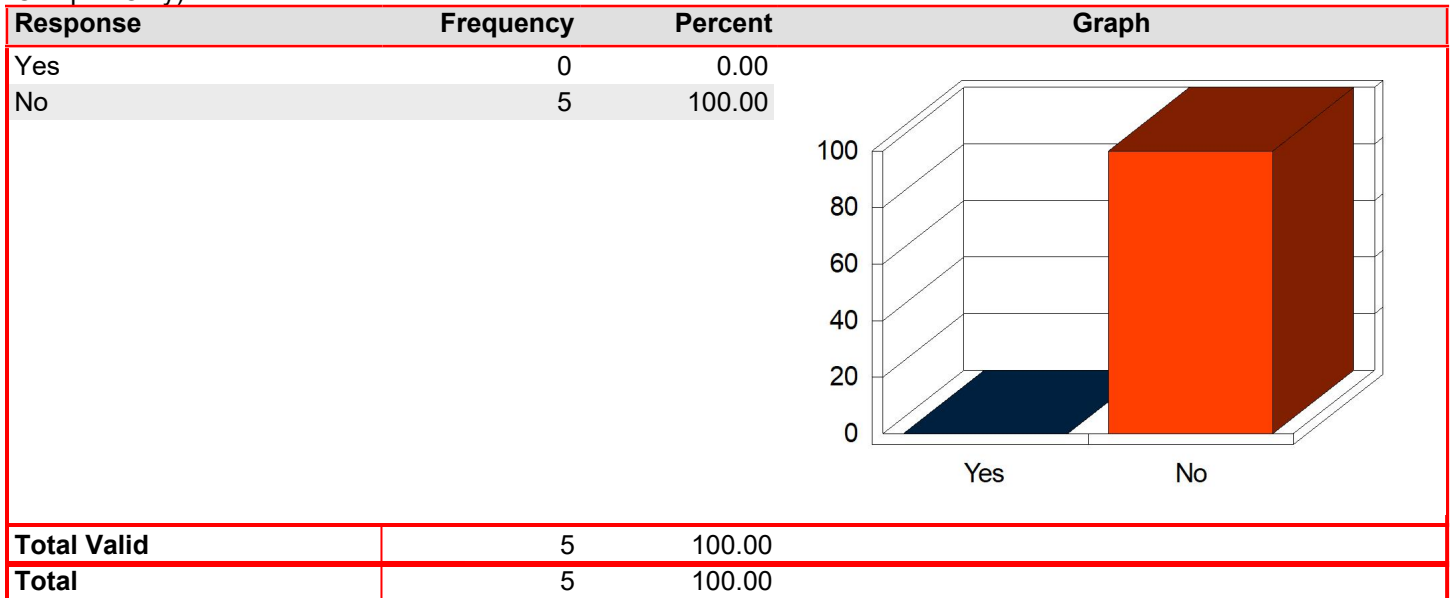 Response Frequency Percent Graph
Yes 0 0.00
No 5 100.00
100
80
60
40
20
0
Yes No
Total Valid 5 100.00
Total 5 100.00